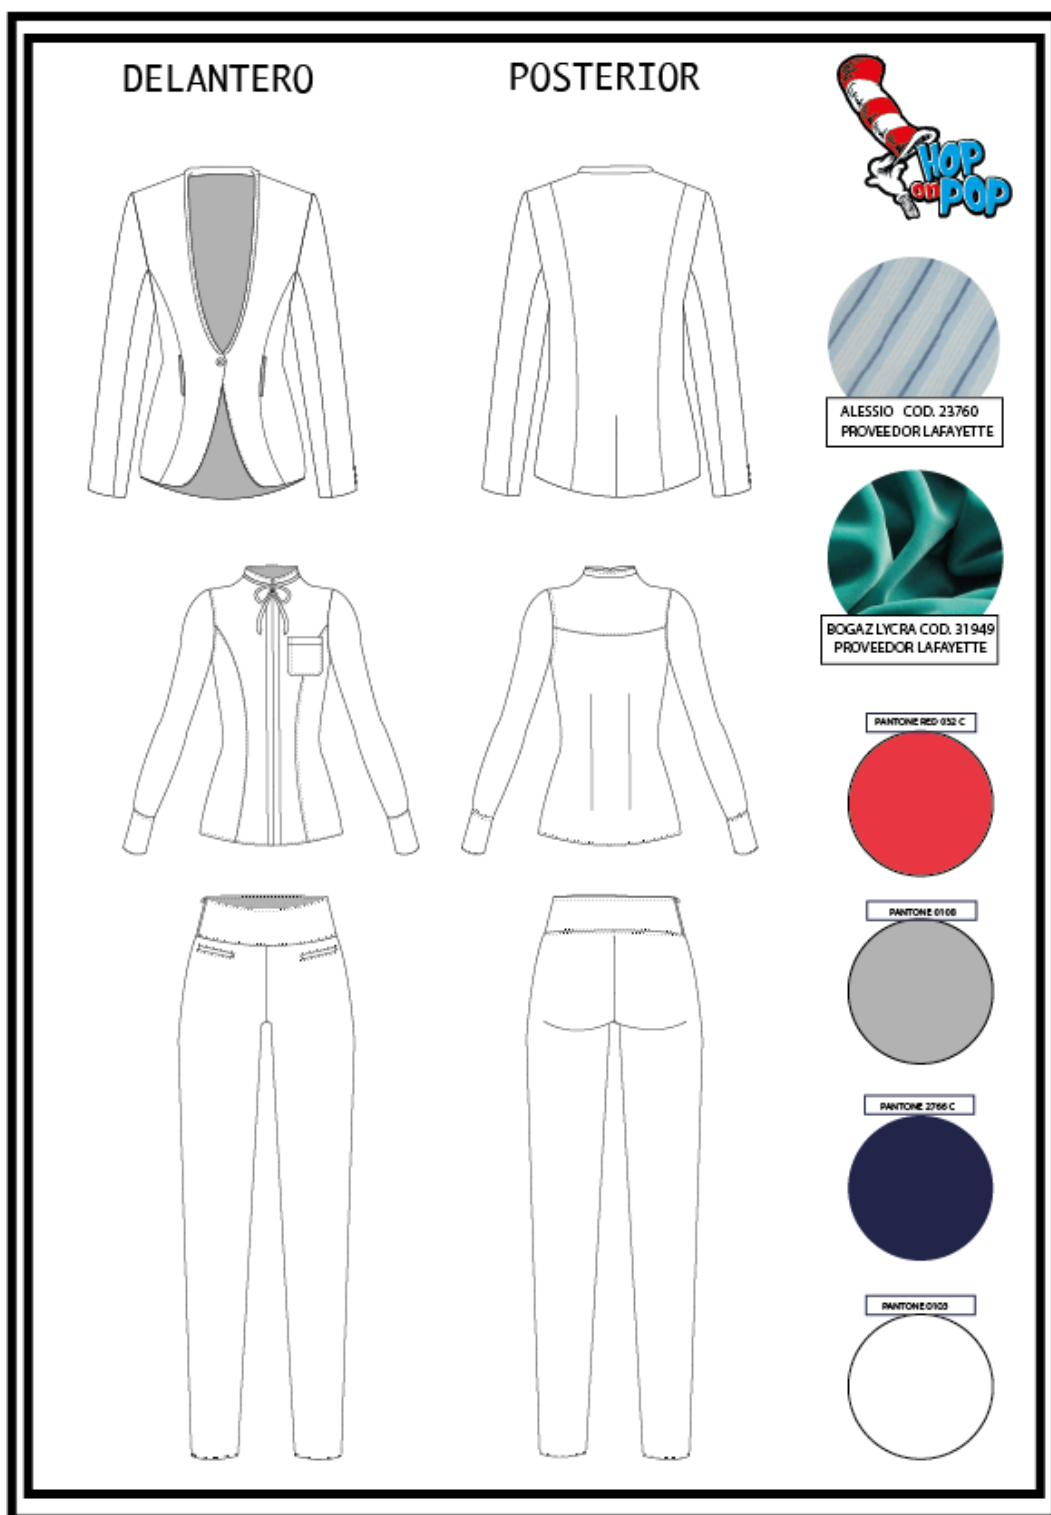 DELANTERO
POSTERIOR
HOP
on POP
ALESSIO COD. 23760
PROVEEDOR LAFAYETTE
BOGAZ LYCRA COD. 31949
PROVEEDOR LAFAYETTE
PANTONE RED 032 C
PANTONE 0108
PANTONE 2766 C
PANTONE 0103